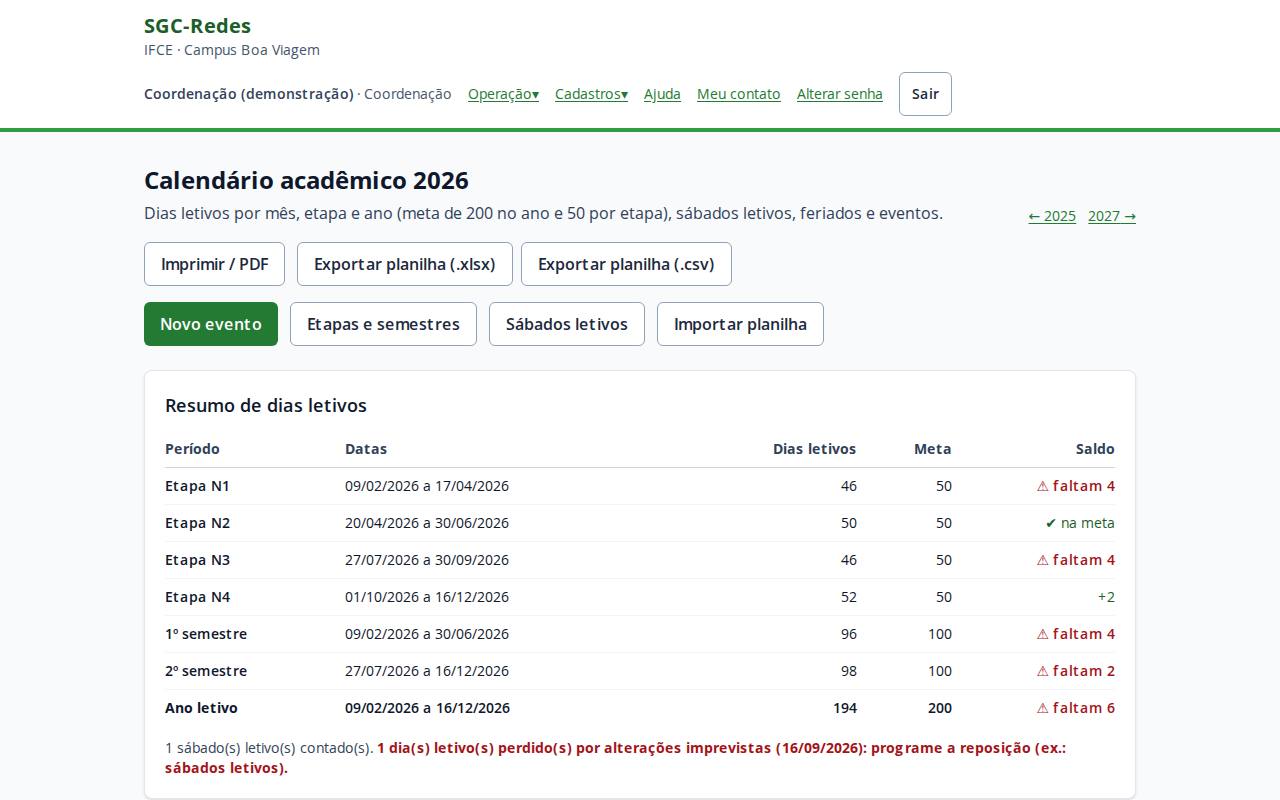 SGC-Redes
IFCE · Campus Boa Viagem
Coordenação (demonstração) · Coordenação Operação▾ Cadastros▾ Ajuda Meu contato Alterar senha Sair
Calendário acadêmico 2026
Dias letivos por mês, etapa e ano (meta de 200 no ano e 50 por etapa), sábados letivos, feriados e eventos. ← 2025 2027 →
Imprimir / PDF Exportar planilha (.xlsx) Exportar planilha (.csv)
Novo evento Etapas e semestres Sábados letivos Importar planilha
Resumo de dias letivos
Período Datas Dias letivos Meta Saldo
Etapa N1 09/02/2026 a 17/04/2026 46 50 ⚠ faltam 4
Etapa N2 20/04/2026 a 30/06/2026 50 50 ✔ na meta
Etapa N3 27/07/2026 a 30/09/2026 46 50 ⚠ faltam 4
Etapa N4 01/10/2026 a 16/12/2026 52 50 +2
1º semestre 09/02/2026 a 30/06/2026 96 100 ⚠ faltam 4
2º semestre 27/07/2026 a 16/12/2026 98 100 ⚠ faltam 2
Ano letivo 09/02/2026 a 16/12/2026 194 200 ⚠ faltam 6
1 sábado(s) letivo(s) contado(s). 1 dia(s) letivo(s) perdido(s) por alterações imprevistas (16/09/2026): programe a reposição (ex.:
sábados letivos).